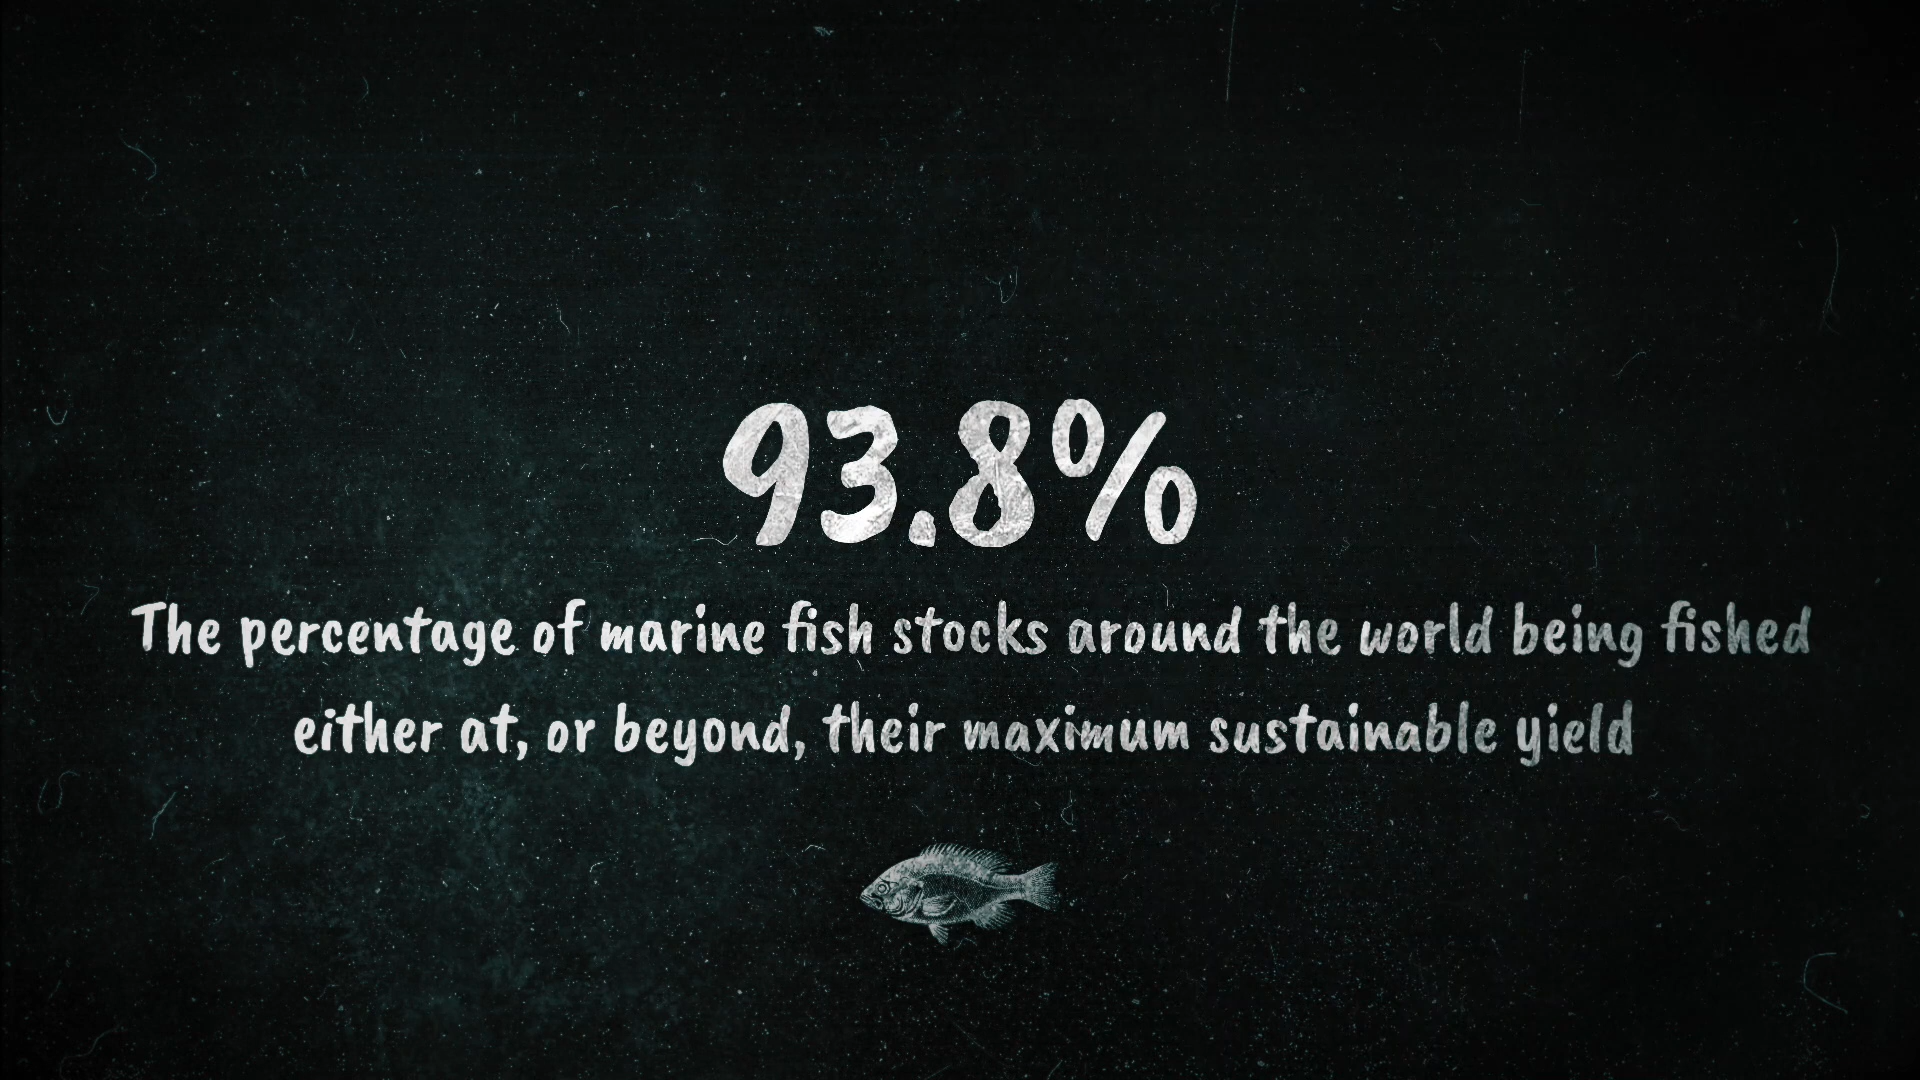 93.8%
The percentage of marine fish stocks around the world being fished
either at, or beyond, their maximum sustainable yield